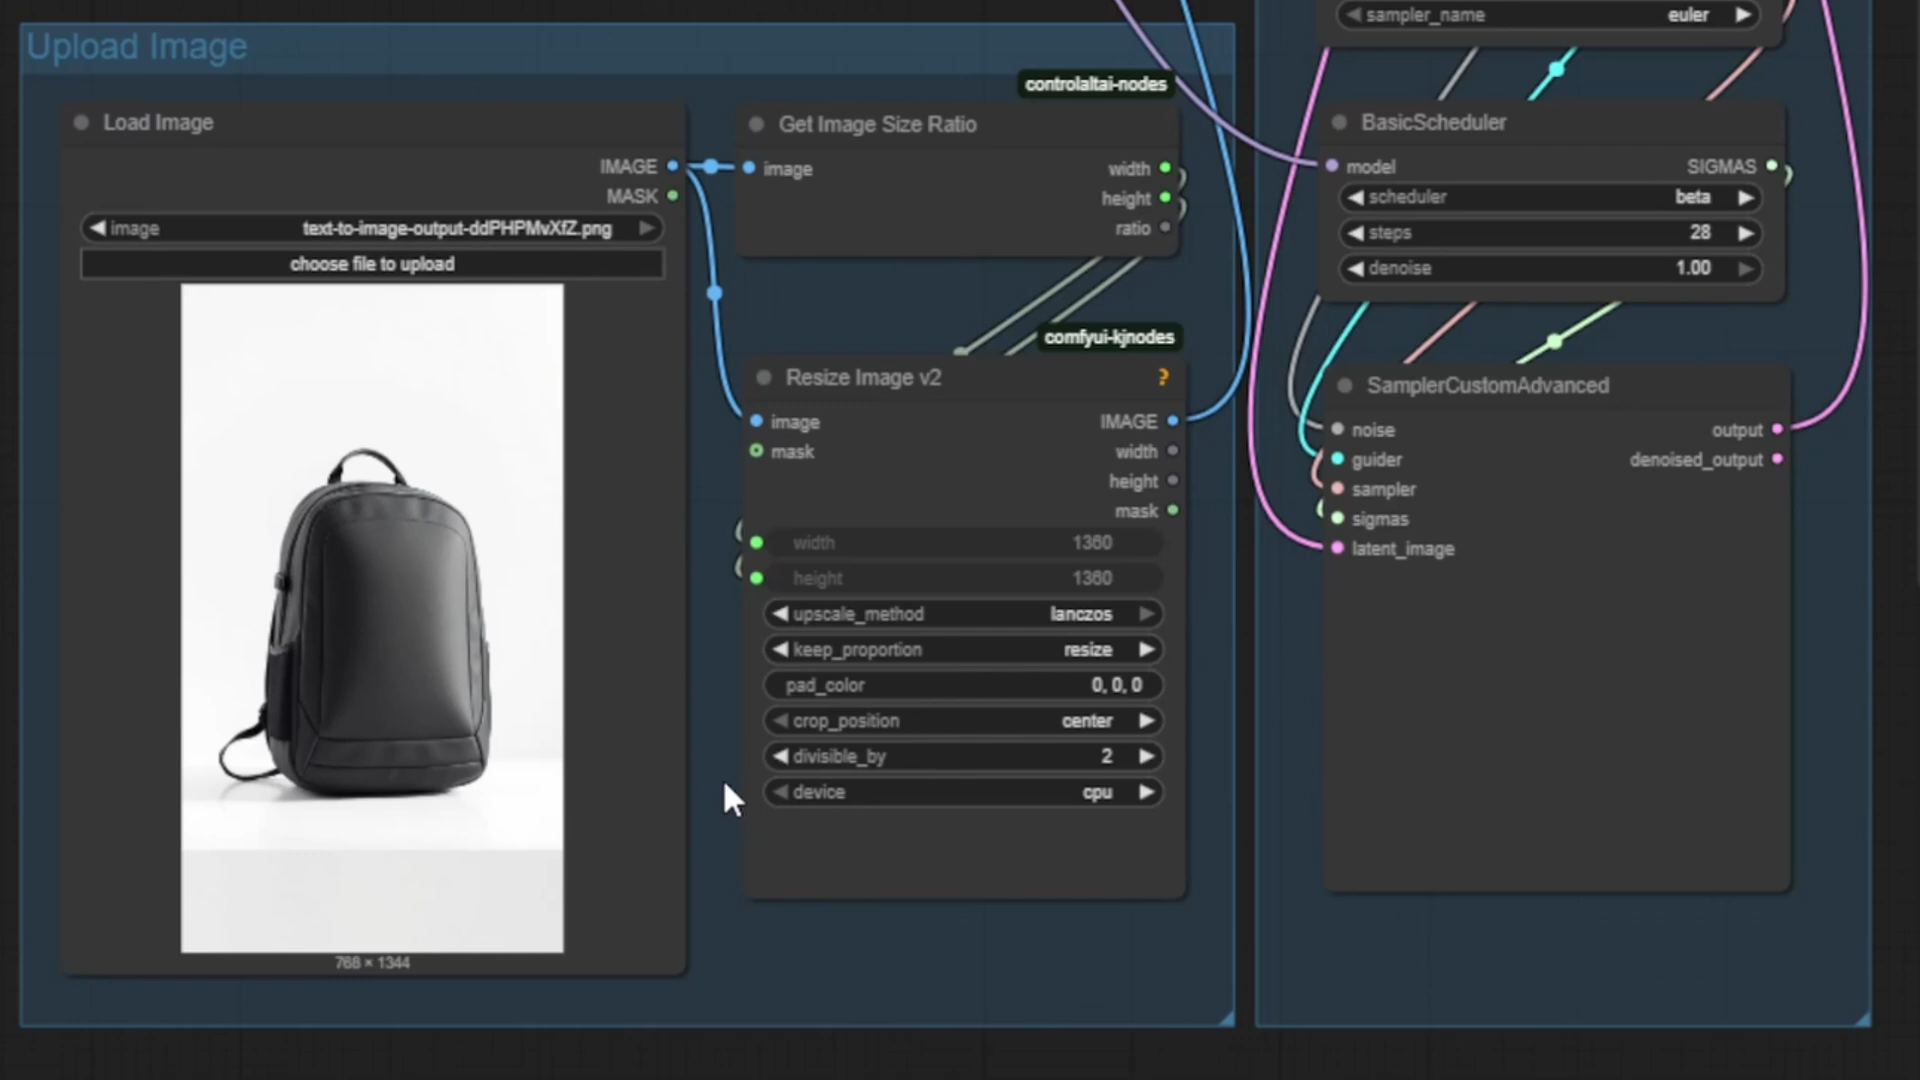 Upload Image
Load Image
IMAGE
MASK
image text-to-image-output-ddPHPMvXfZ.png
choose file to upload
768 × 1344
controlaltai-nodes
Get Image Size Ratio
image width
height
ratio
comfyui-kjnodes
Resize Image v2 ?
image IMAGE
mask width
height
mask
width 1360
height 1360
upscale_method lanczos
keep_proportion resize
pad_color 0, 0, 0
crop_position center
divisible_by 2
device cpu
sampler_name euler
BasicScheduler
model SIGMAS
scheduler beta
steps 28
denoise 1.00
SamplerCustomAdvanced
noise output
guider denoised_output
sampler
sigmas
latent_image